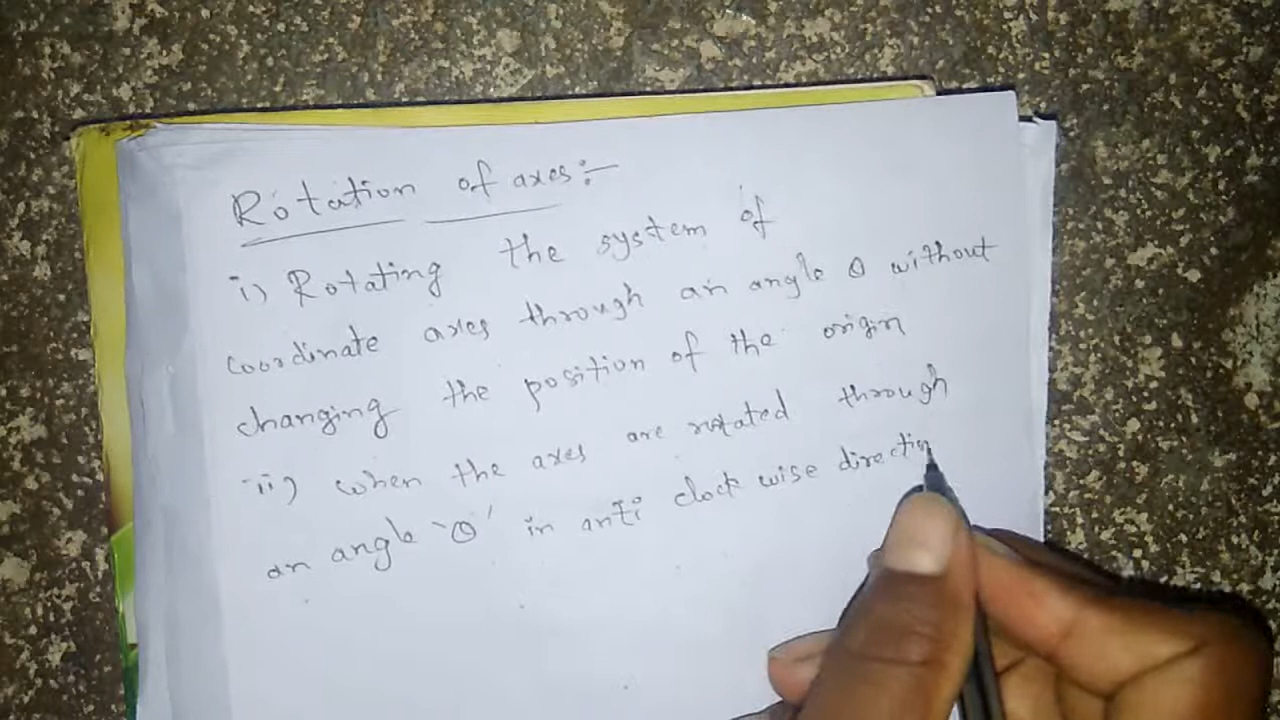 Rotation of axes:-
i) Rotating the system of
coordinate axes through an angle θ without
changing the position of the origin
ii) when the axes are rotated through
an angle 'θ' in anti clock wise direction